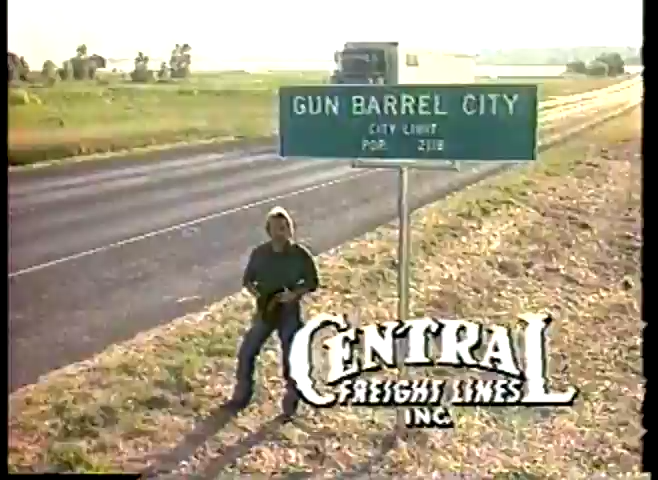 GUN BARREL CITY
CITY LIMIT
POP. 2118
CENTRAL
FREIGHT LINES
INC.